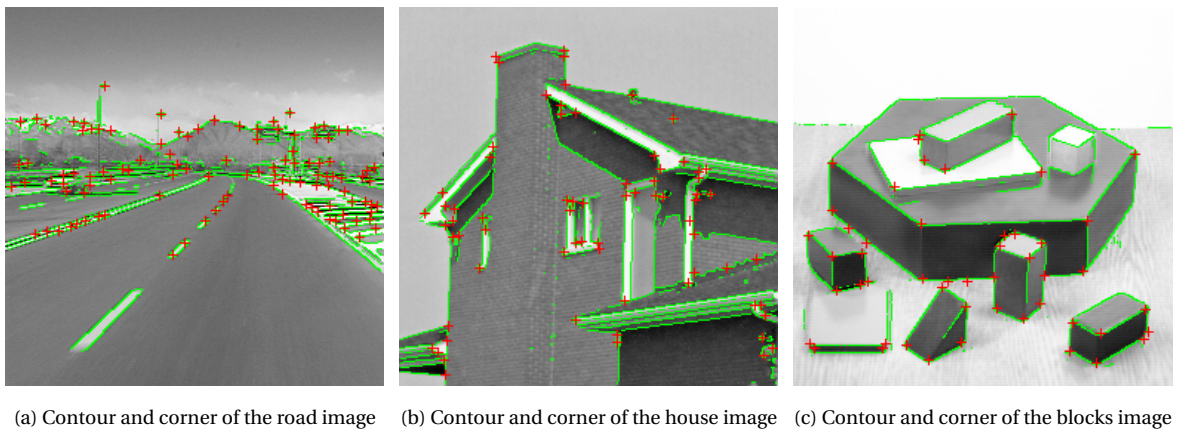 (a) Contour and corner of the road image
(b) Contour and corner of the house image
(c) Contour and corner of the blocks image